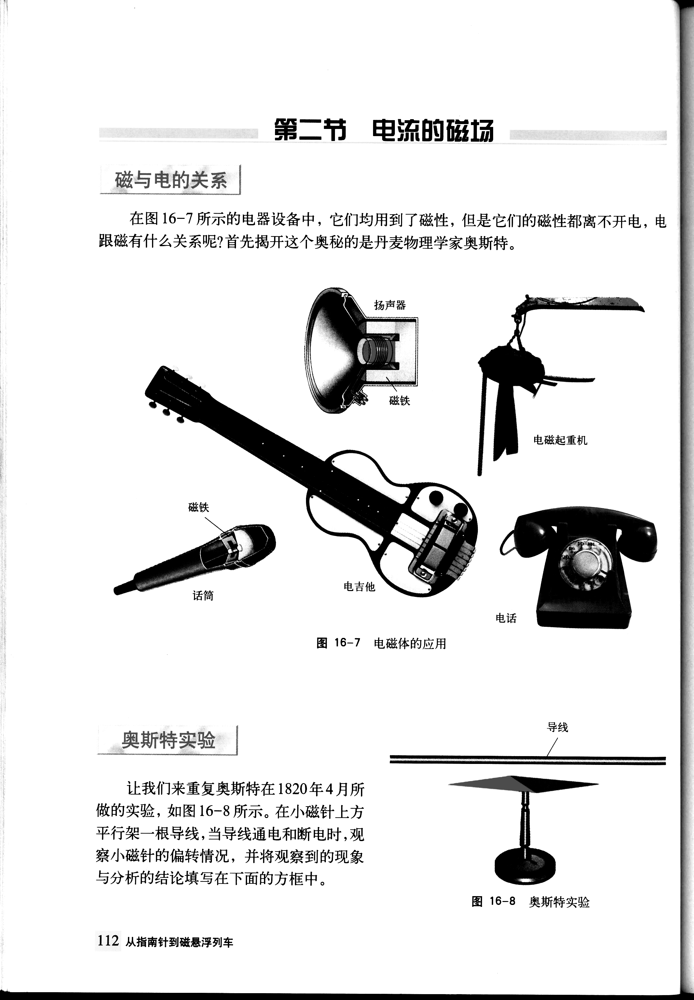 第二节 电流的磁场
磁与电的关系
在图16-7所示的电器设备中，它们均用到了磁性，但是它们的磁性都离不开电，电
跟磁有什么关系呢?首先揭开这个奥秘的是丹麦物理学家奥斯特。
扬声器
磁铁
电磁起重机
磁铁
话筒
电吉他
电话
图 16-7 电磁体的应用
奥斯特实验
让我们来重复奥斯特在1820年4月所
做的实验，如图16-8所示。在小磁针上方
平行架一根导线，当导线通电和断电时，观
察小磁针的偏转情况，并将观察到的现象
与分析的结论填写在下面的方框中。
导线
图 16-8 奥斯特实验
112 从指南针到磁悬浮列车